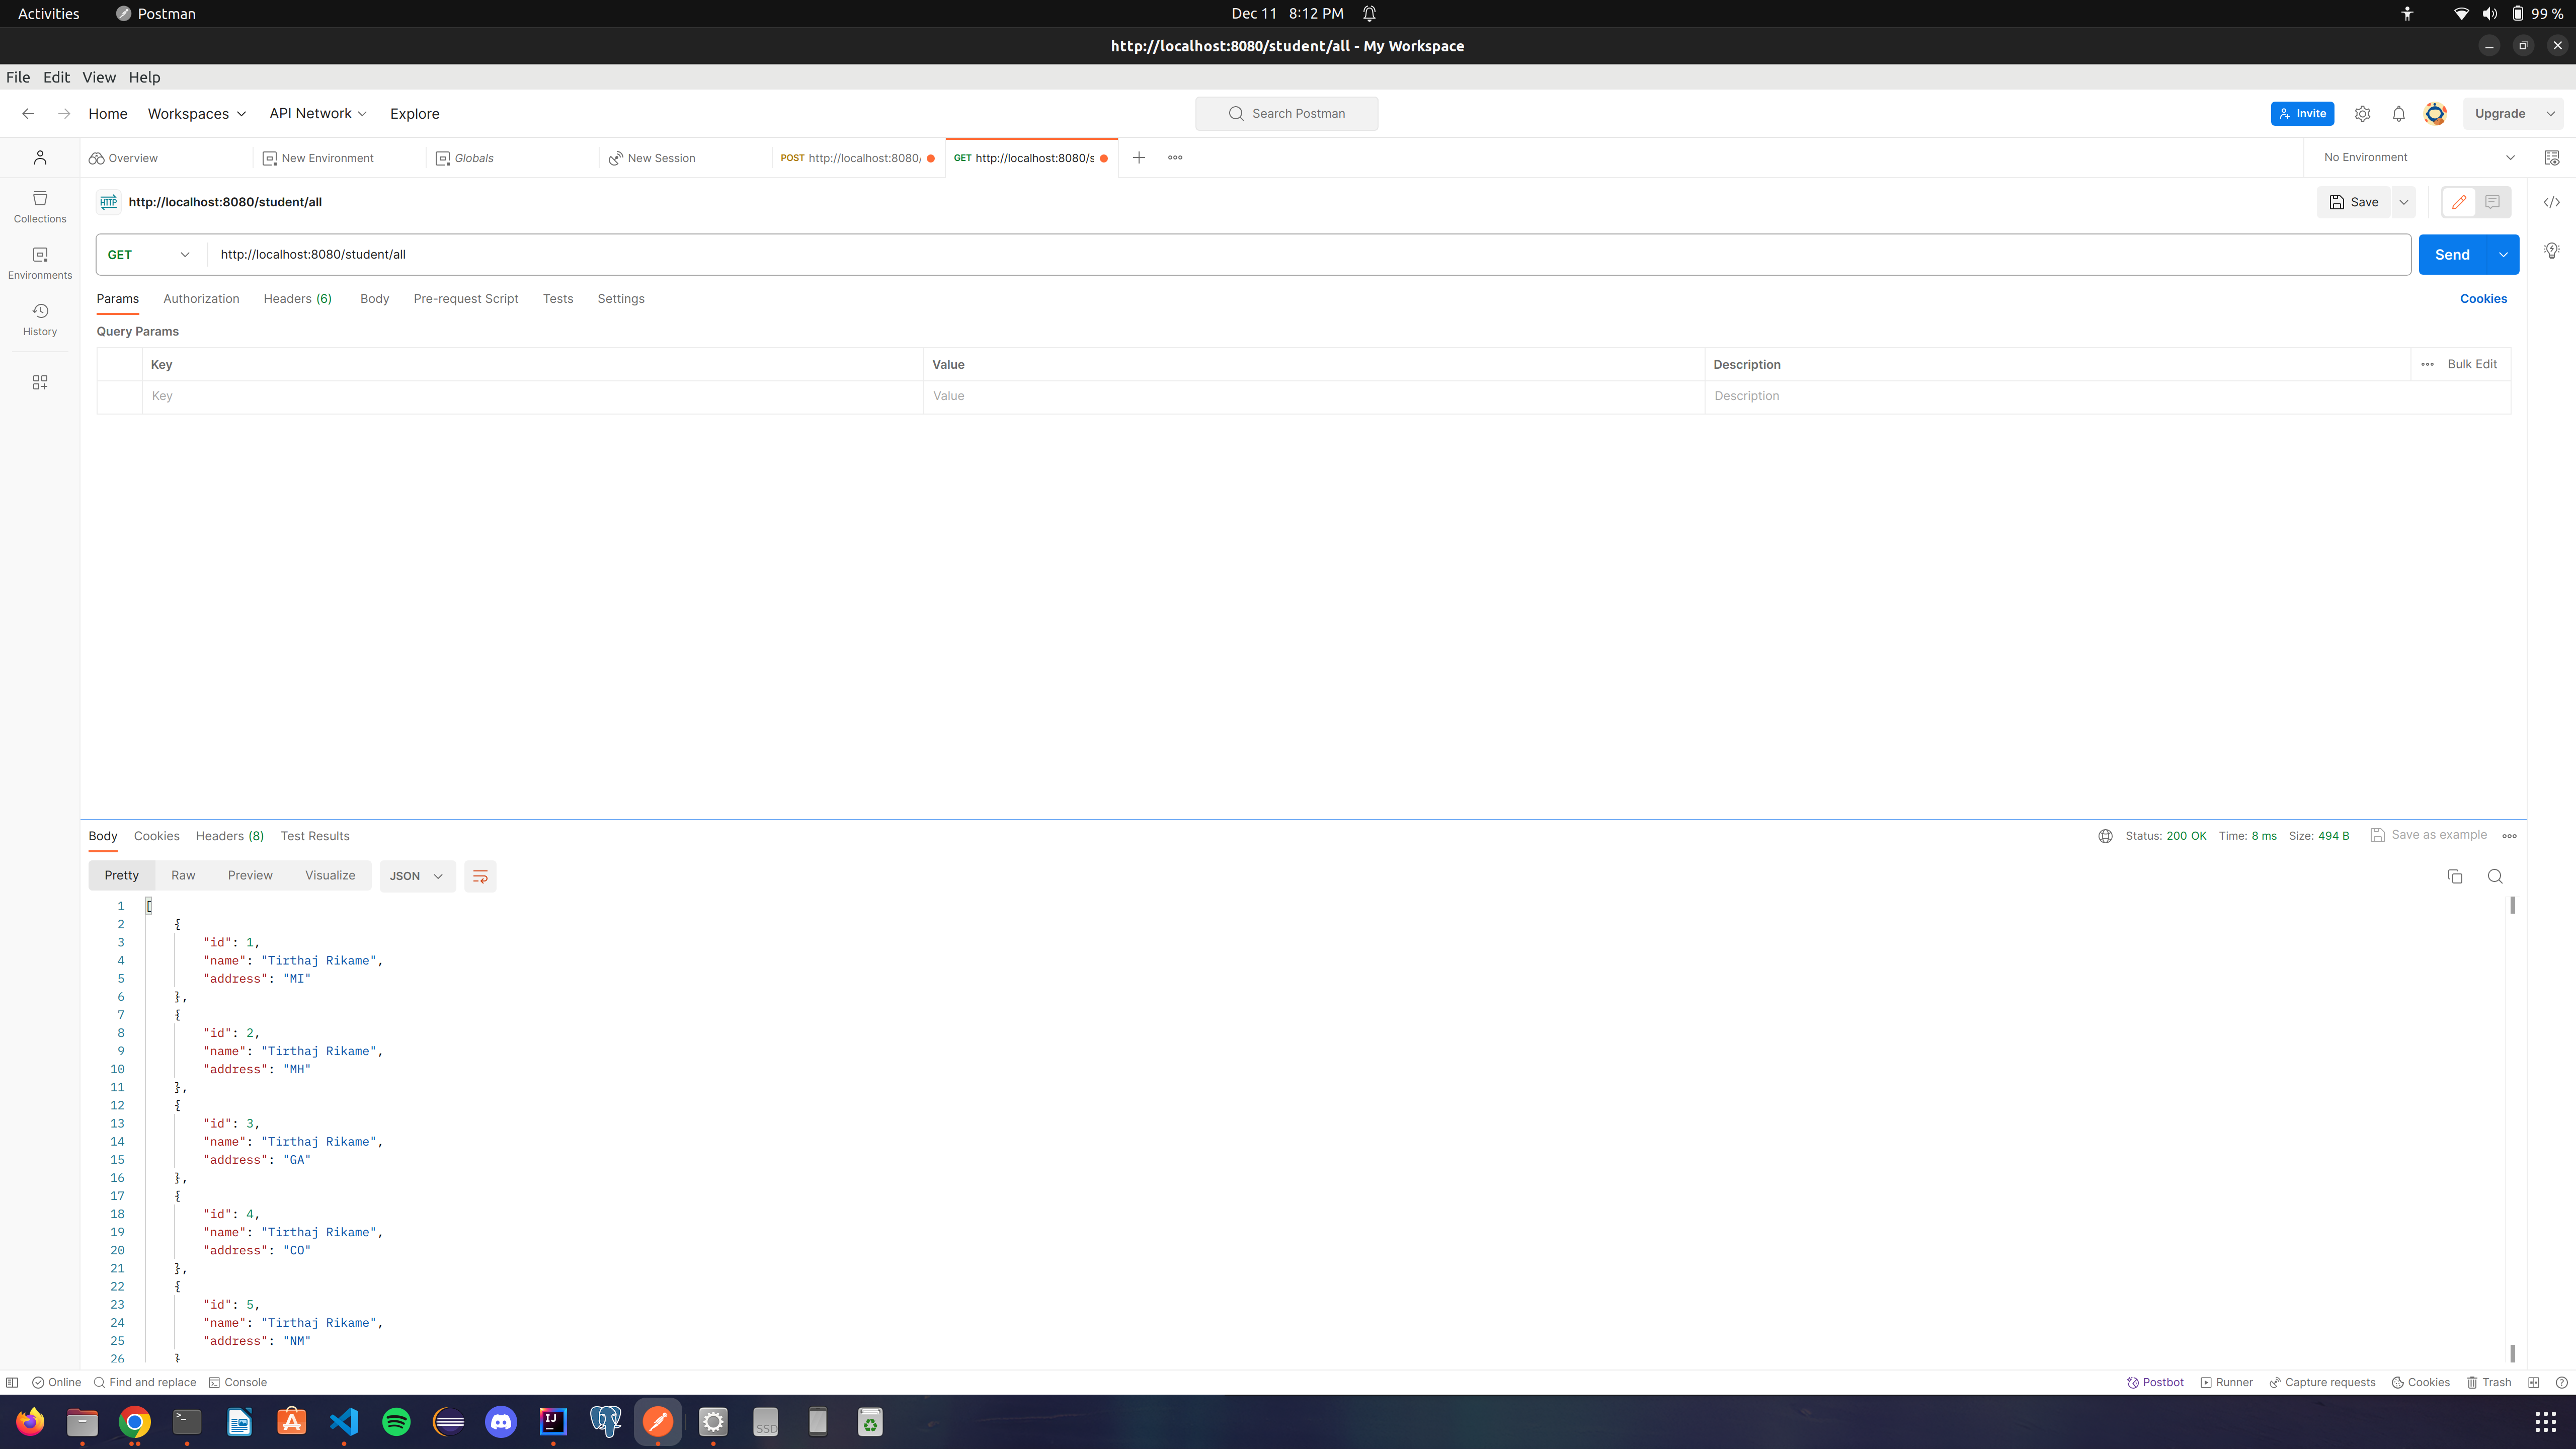 Activities Postman Dec 11 8:12 PM 99 %
http://localhost:8080/student/all - My Workspace
File Edit View Help
Home Workspaces API Network Explore Search Postman Invite Upgrade
Overview New Environment Globals New Session POST http://localhost:8080/ GET http://localhost:8080/s No Environment
HTTP http://localhost:8080/student/all Save
Collections
GET http://localhost:8080/student/all Send
Environments
Params Authorization Headers (6) Body Pre-request Script Tests Settings Cookies
History
Query Params
Key Value Description Bulk Edit
Key Value Description
Body Cookies Headers (8) Test Results Status: 200 OK Time: 8 ms Size: 494 B Save as example
Pretty Raw Preview Visualize JSON
1 [
2 {
3 "id": 1,
4 "name": "Tirthaj Rikame",
5 "address": "MI"
6 },
7 {
8 "id": 2,
9 "name": "Tirthaj Rikame",
10 "address": "MH"
11 },
12 {
13 "id": 3,
14 "name": "Tirthaj Rikame",
15 "address": "GA"
16 },
17 {
18 "id": 4,
19 "name": "Tirthaj Rikame",
20 "address": "CO"
21 },
22 {
23 "id": 5,
24 "name": "Tirthaj Rikame",
25 "address": "NM"
26 }
Online Find and replace Console Postbot Runner Capture requests Cookies Trash
IJ SSD